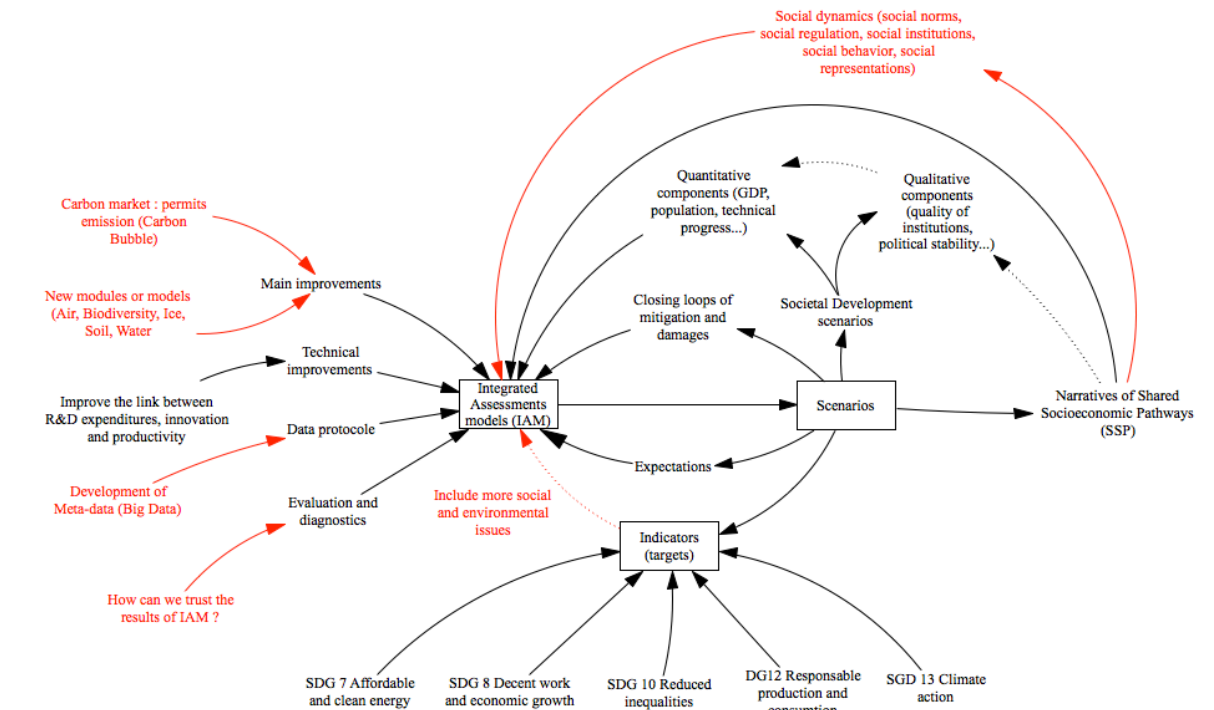 Social dynamics (social norms,
social regulation, social institutions,
social behavior, social
representations)
Quantitative
components (GDP,
population, technical
progress...)
Qualitative
components
(quality of
institutions,
political stability...)
Carbon market : permits
emission (Carbon
Bubble)
Main improvements
New modules or models
(Air, Biodiversity, Ice,
Soil, Water
Closing loops of
mitigation and
damages
Societal Development
scenarios
Technical
improvements
Improve the link between
R&D expenditures, innovation
and productivity
Integrated
Assessments
models (IAM)
Scenarios
Narratives of Shared
Socioeconomic Pathways
(SSP)
Data protocole
Expectations
Development of
Meta-data (Big Data)
Evaluation and
diagnostics
Include more social
and environmental
issues
Indicators
(targets)
How can we trust the
results of IAM ?
SDG 7 Affordable
and clean energy
SDG 8 Decent work
and economic growth
SDG 10 Reduced
inequalities
DG12 Responsable
production and
consumtion
SGD 13 Climate
action